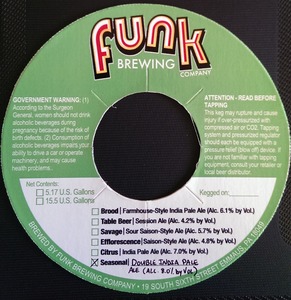 funk
BREWING
COMPANY
GOVERNMENT WARNING: (1)
According to the Surgeon
General, women should not drink
alcoholic beverages during
pregnancy because of the risk of
birth defects. (2) Consumption of
alcoholic beverages impairs your
ability to drive a car or operate
machinery, and may cause
health problems.
ATTENTION - READ BEFORE
TAPPING
This keg may rupture and cause
injury if over-pressured with
compressed air or CO2. Tapping
system and pressurized regulator
should each be equipped with a
pressure relief (blow off) device. If
you are not familiar with tapping
equipment, consult your retailer or
local beer distributor.
Net Contents:
5.17 U.S. Gallons
15.5 U.S. Gallons
Kegged on:
Brood | Farmhouse-Style India Pale Ale (Alc. 6.1% by vol.)
Table Beer | Session Ale (Alc. 4.2% by vol.)
Savage | Sour Saison-Style Ale (Alc. 5.7% by vol.)
Efflorescence | Saison-Style Ale (Alc. 4.8% by vol.)
Citrus | India Pale Ale (Alc. 7.0% by vol.)
Seasonal | DOUBLE INDIA PALE
ALE (ALC. 8.0% by VOL)
BREWED BY FUNK BREWING COMPANY • 19 SOUTH SIXTH STREET EMMAUS, PA 18049